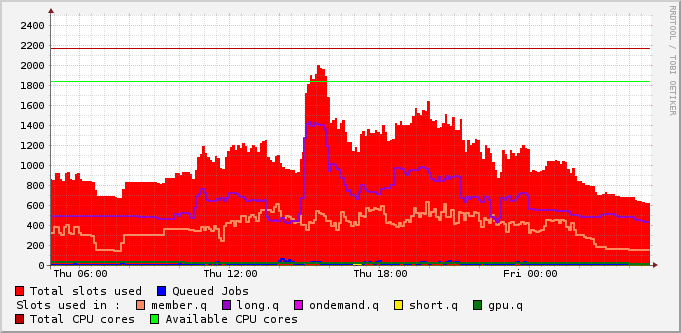 2400
2200
2000
1800
1600
1400
1200
1000
800
600
400
200
0
Thu 06:00 Thu 12:00 Thu 18:00 Fri 00:00
Total slots used Queued Jobs
Slots used in : member.q long.q ondemand.q short.q gpu.q
Total CPU cores Available CPU cores
RRDTOOL / TOBI OETIKER